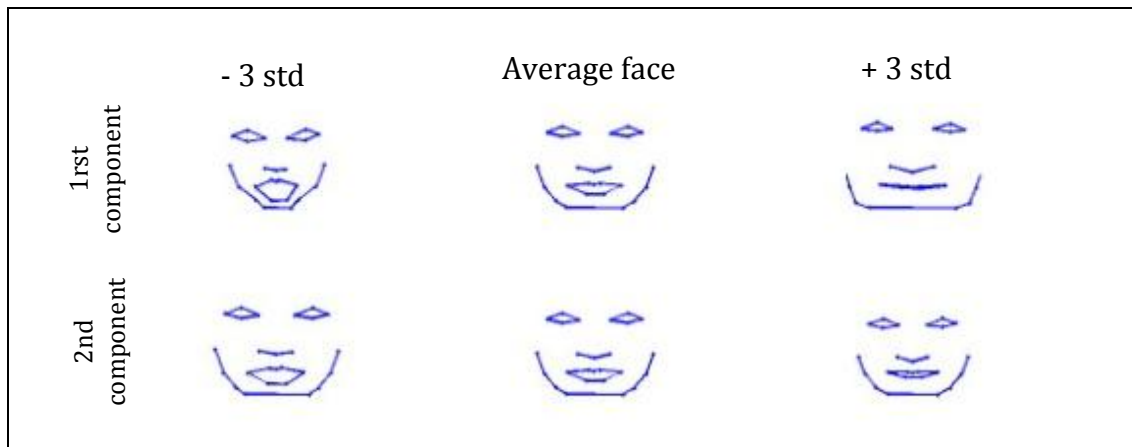 - 3 std
Average face
+ 3 std
1rst
component
2nd
component